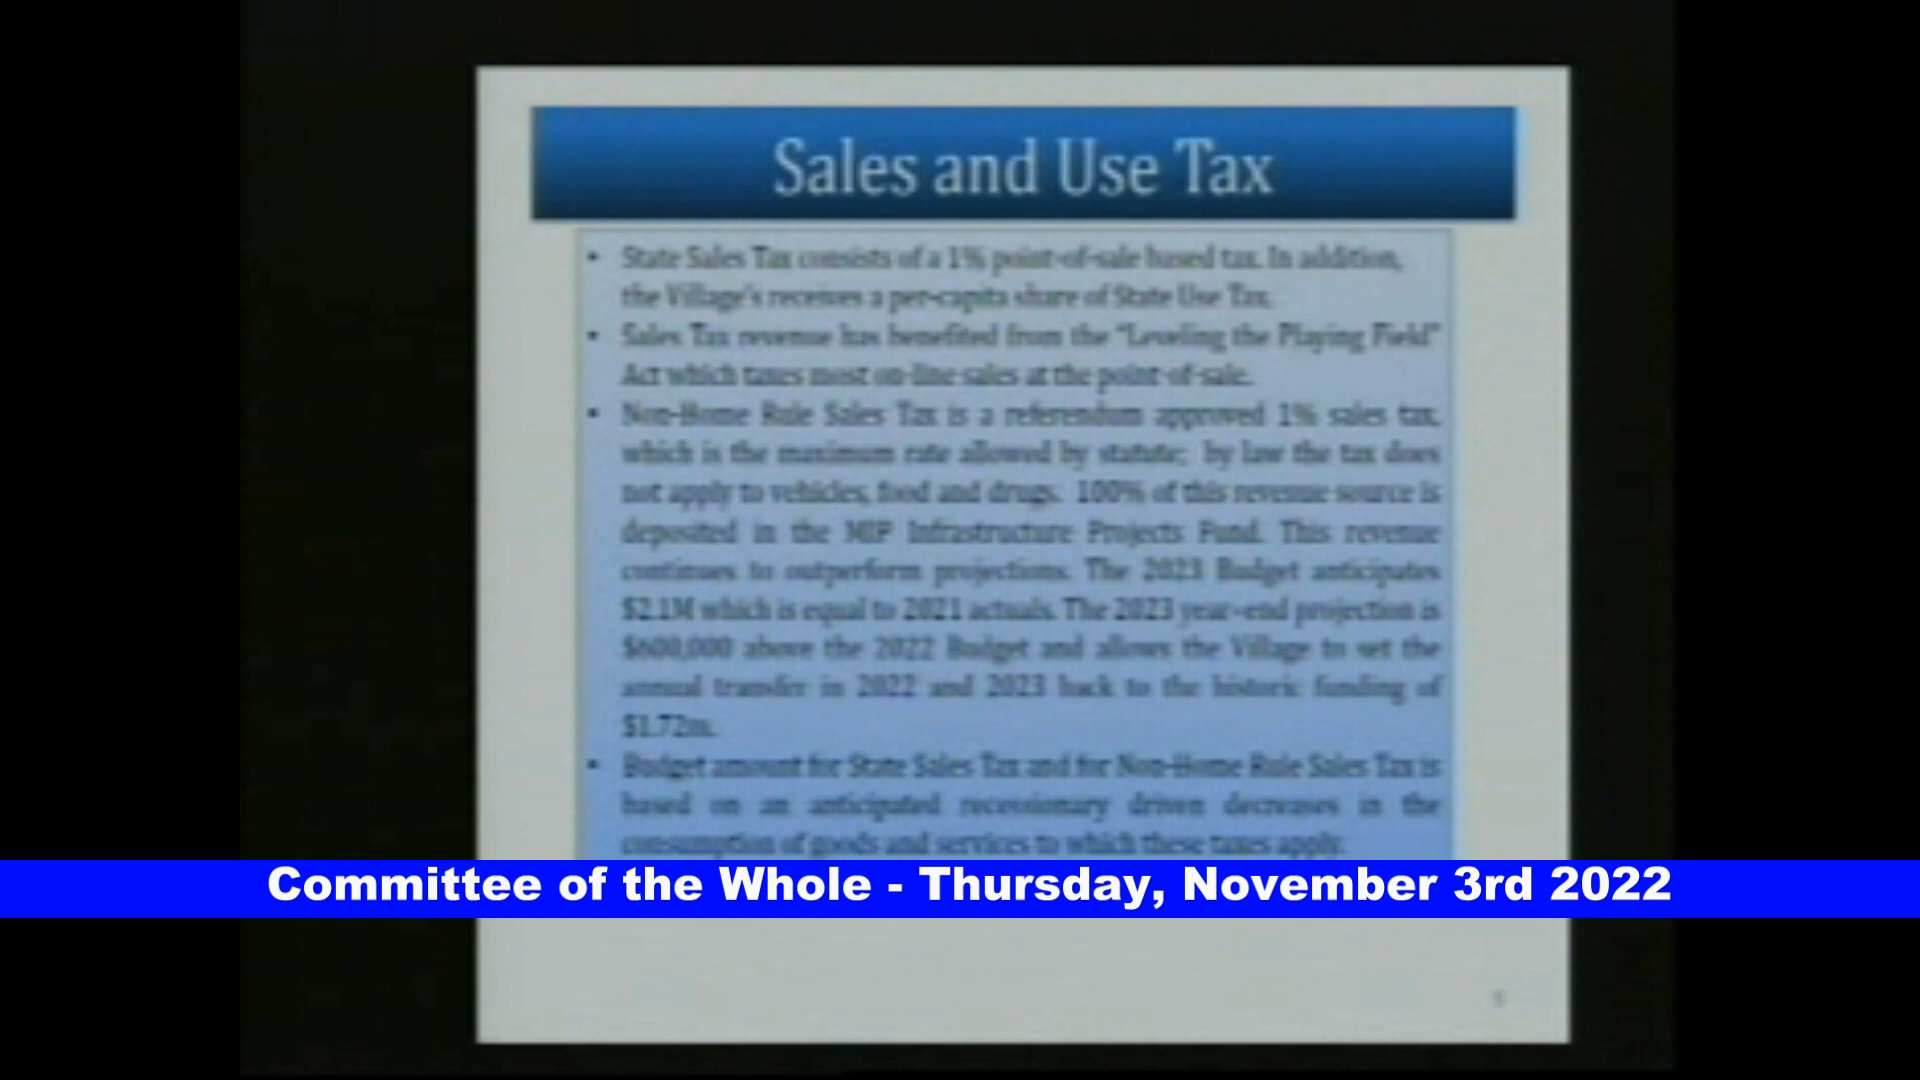 Sales and Use Tax
• State Sales Tax consists of a 1% point-of-sale based tax. In addition,
the Village's receives a per-capita share of State Use Tax.
• Sales Tax revenue has benefited from the "Leveling the Playing Field"
Act which taxes most on-line sales at the point-of-sale.
• Non-Home Rule Sales Tax is a referendum approved 1% sales tax,
which is the maximum rate allowed by statute; by law the tax does
not apply to vehicles, food and drugs. 100% of this revenue source is
deposited in the MIP Infrastructure Projects Fund. This revenue
continues to outperform projections. The 2023 Budget anticipates
$2.1M which is equal to 2021 actuals. The 2023 year-end projection is
$600,000 above the 2022 Budget and allows the Village to set the
annual transfer in 2022 and 2023 back to the historic funding of
$1.72m.
• Budget amount for State Sales Tax and for Non-Home Rule Sales Tax is
based on an anticipated recessionary driven decreases in the
consumption of goods and services to which these taxes apply.
Committee of the Whole - Thursday, November 3rd 2022